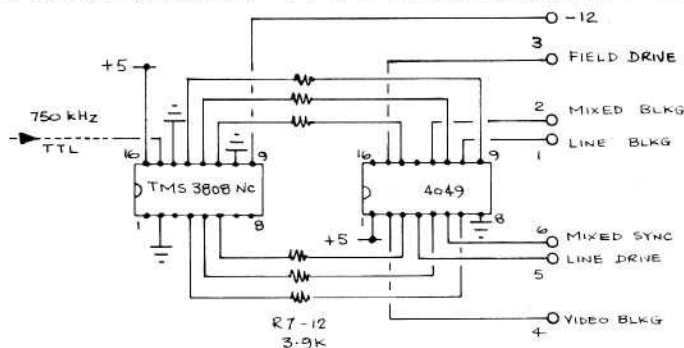 -12
3
FIELD DRIVE
+5
750 kHz
TTL
2
MIXED BLKG
1
LINE BLKG
16
9
16
9
TMS 3808 NC
4049
1
8
1
8
+5
6
MIXED SYNC
5
LINE DRIVE
R7-12
3.9K
4
VIDEO BLKG